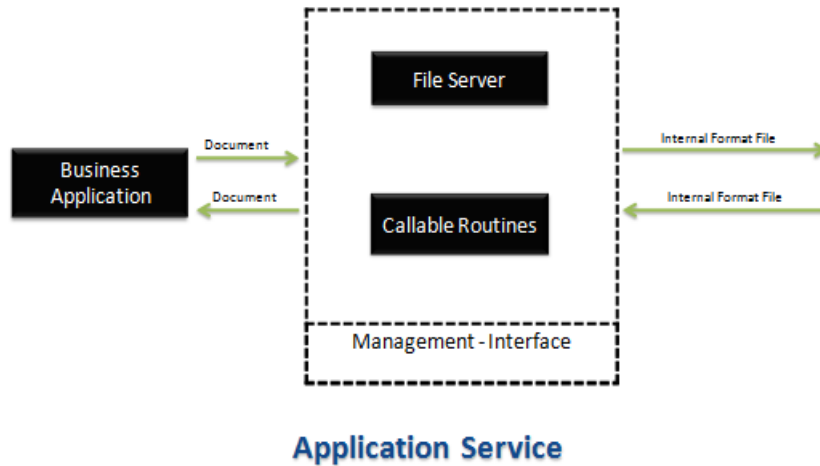 File Server
Document
Internal Format File
Business
Application
Document
Internal Format File
Callable Routines
Management - Interface
Application Service